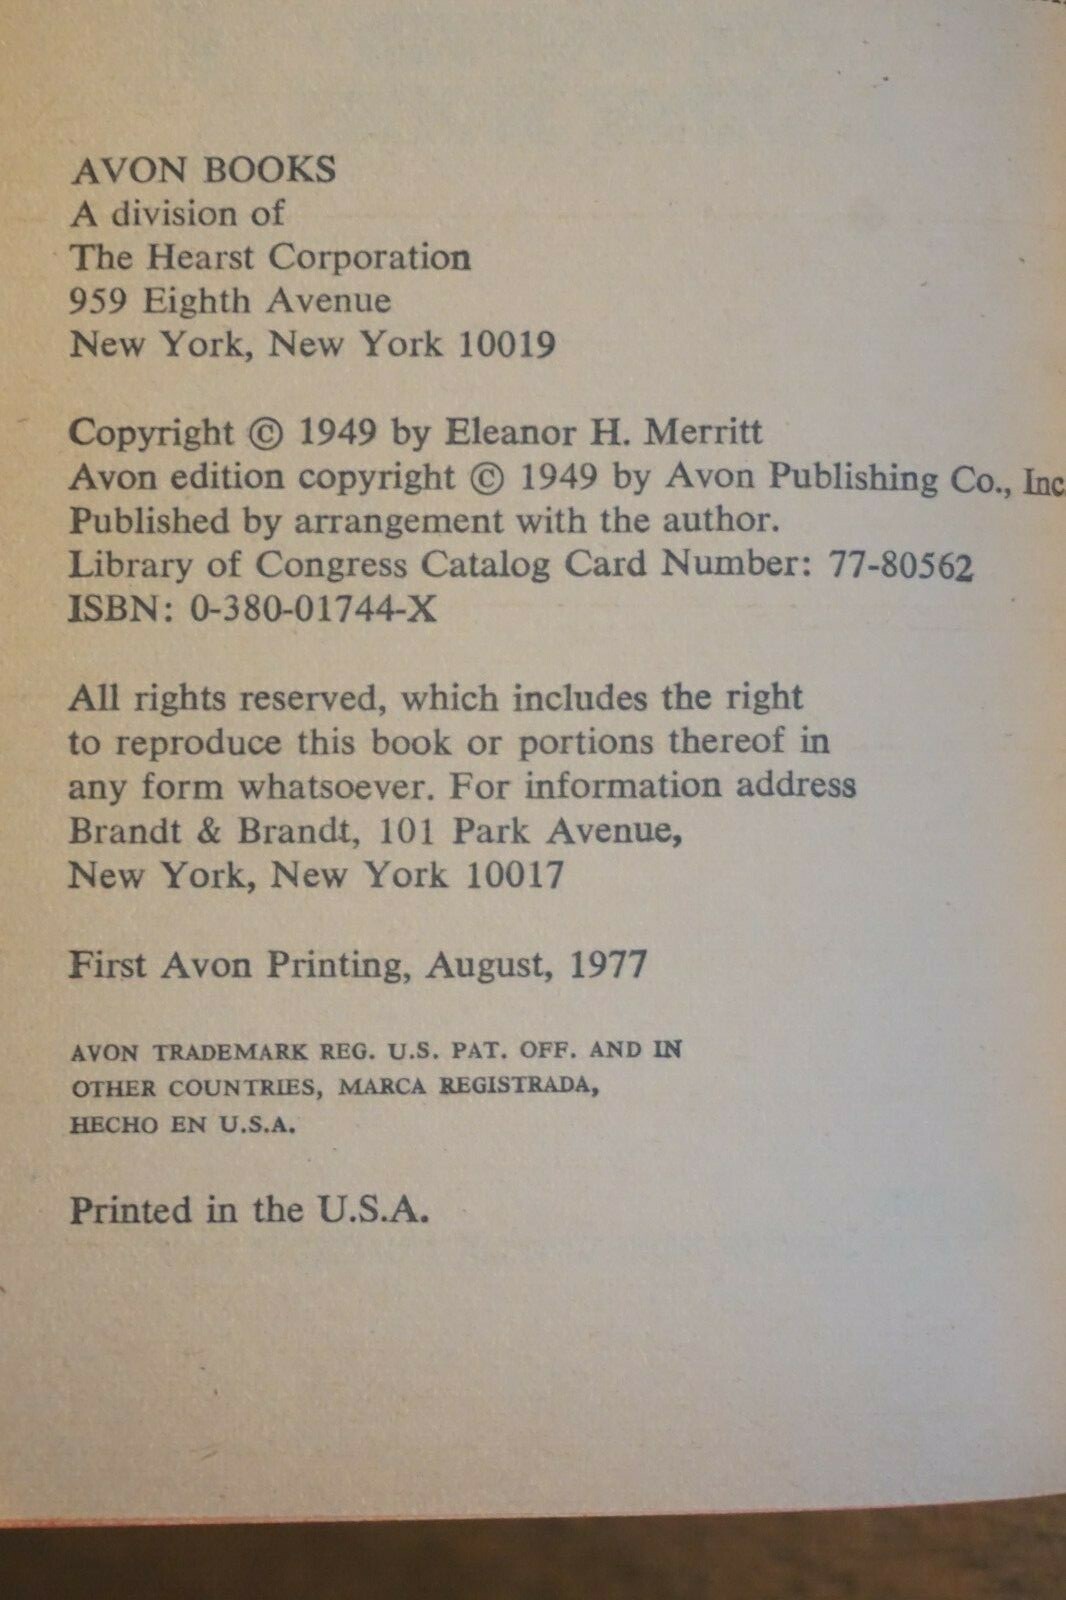 AVON BOOKS
A division of
The Hearst Corporation
959 Eighth Avenue
New York, New York 10019
Copyright © 1949 by Eleanor H. Merritt
Avon edition copyright © 1949 by Avon Publishing Co., Inc
Published by arrangement with the author.
Library of Congress Catalog Card Number: 77-80562
ISBN: 0-380-01744-X
All rights reserved, which includes the right
to reproduce this book or portions thereof in
any form whatsoever. For information address
Brandt & Brandt, 101 Park Avenue,
New York, New York 10017
First Avon Printing, August, 1977
AVON TRADEMARK REG. U.S. PAT. OFF. AND IN
OTHER COUNTRIES, MARCA REGISTRADA,
HECHO EN U.S.A.
Printed in the U.S.A.